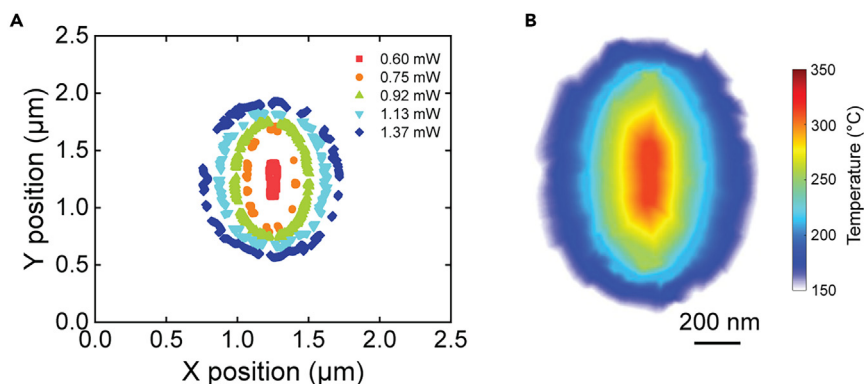 A
2.5
2.0
1.5
1.0
0.5
0.0
Y position (µm)
0.0 0.5 1.0 1.5 2.0 2.5
X position (µm)
0.60 mW
0.75 mW
0.92 mW
1.13 mW
1.37 mW
B
350
300
250
200
150
Temperature (°C)
200 nm